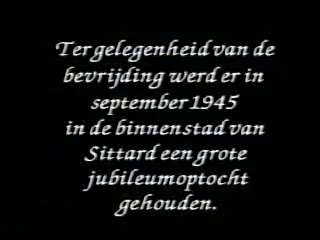 Ter gelegenheid van de
bevrijding werd er in
september 1945
in de binnenstad van
Sittard een grote
jubileumoptocht
gehouden.